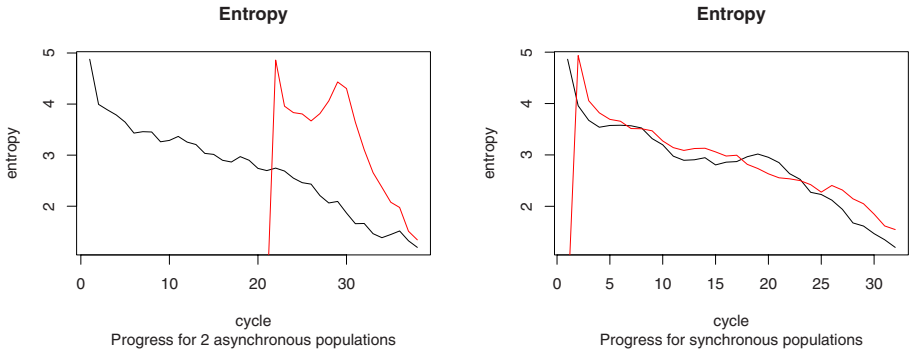 Entropy
entropy
5
4
3
2
0
10
20
30
cycle
Progress for 2 asynchronous populations
Entropy
entropy
5
4
3
2
0
5
10
15
20
25
30
cycle
Progress for synchronous populations